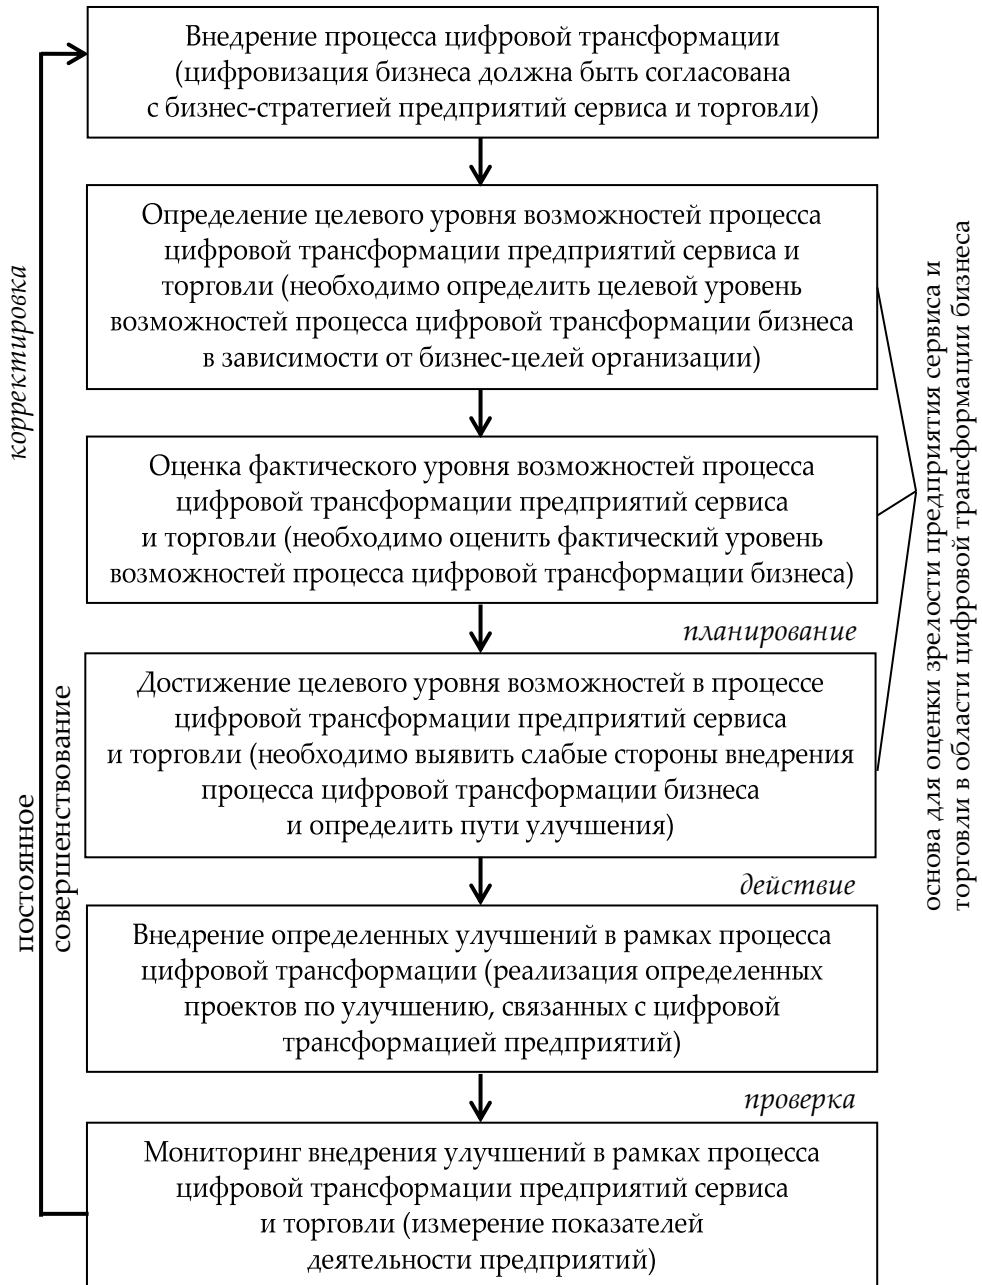 Внедрение процесса цифровой трансформации
(цифровизация бизнеса должна быть согласована
с бизнес-стратегией предприятий сервиса и торговли)
Определение целевого уровня возможностей процесса
цифровой трансформации предприятий сервиса и
торговли (необходимо определить целевой уровень
возможностей процесса цифровой трансформации бизнеса
в зависимости от бизнес-целей организации)
Оценка фактического уровня возможностей процесса
цифровой трансформации предприятий сервиса
и торговли (необходимо оценить фактический уровень
возможностей процесса цифровой трансформации бизнеса)
планирование
Достижение целевого уровня возможностей в процессе
цифровой трансформации предприятий сервиса
и торговли (необходимо выявить слабые стороны внедрения
процесса цифровой трансформации бизнеса
и определить пути улучшения)
действие
Внедрение определенных улучшений в рамках процесса
цифровой трансформации (реализация определенных
проектов по улучшению, связанных с цифровой
трансформацией предприятий)
проверка
Мониторинг внедрения улучшений в рамках процесса
цифровой трансформации предприятий сервиса
и торговли (измерение показателей
деятельности предприятий)
корректировка
постоянное
совершенствование
основа для оценки зрелости предприятия сервиса и
торговли в области цифровой трансформации бизнеса